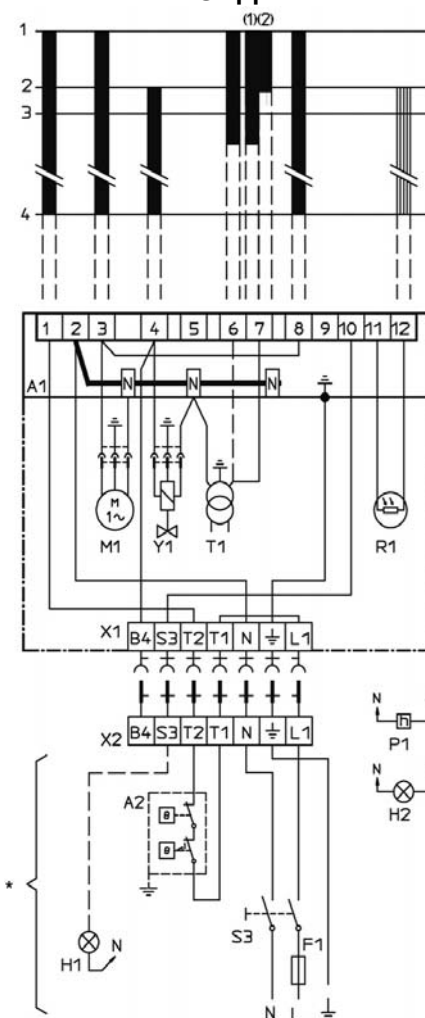 (1)(2)
1
2
3
4
1 2 3 4 5 6 7 8 9 10 11 12
N N N
A1
M
1~
M1 Y1 T1 R1
X1 B4 S3 T2 T1 N L1
X2 B4 S3 T2 T1 N L1
N
h
P1
N
H2
A2
θ
θ
*
H1 N
S3 F1
N L